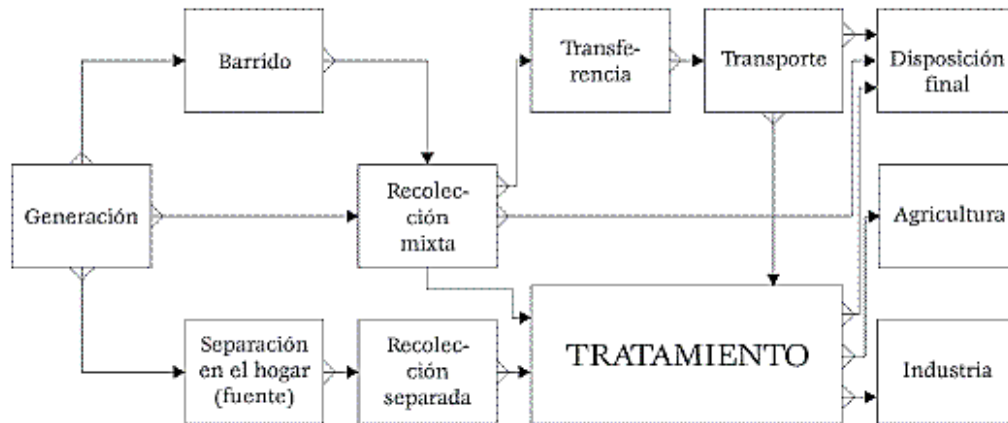 Barrido
Transfe-
rencia
Transporte
Disposición
final
Generación
Recolec-
ción
mixta
Agricultura
Separación
en el hogar
(fuente)
Recolec-
ción
separada
TRATAMIENTO
Industria